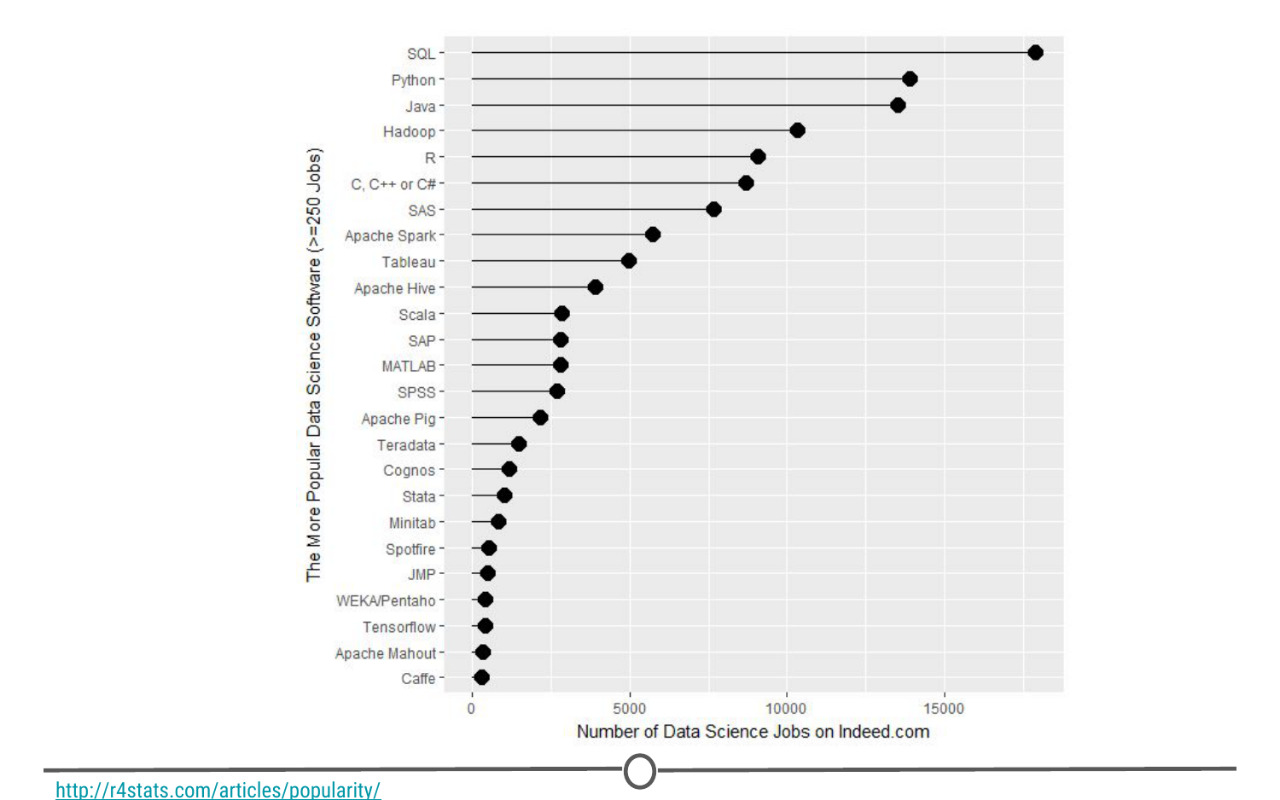 The More Popular Data Science Software (>=250 Jobs)
SQL
Python
Java
Hadoop
R
C, C++ or C#
SAS
Apache Spark
Tableau
Apache Hive
Scala
SAP
MATLAB
SPSS
Apache Pig
Teradata
Cognos
Stata
Minitab
Spotfire
JMP
WEKA/Pentaho
Tensorflow
Apache Mahout
Caffe
0 5000 10000 15000
Number of Data Science Jobs on Indeed.com
http://r4stats.com/articles/popularity/